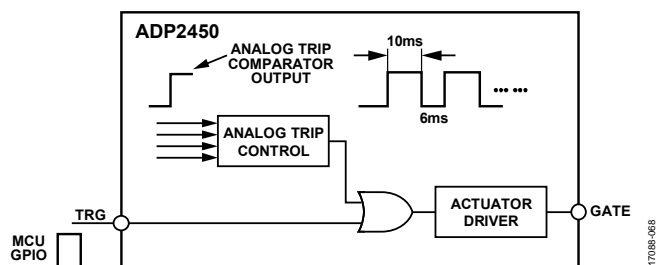 ADP2450
ANALOG TRIP
COMPARATOR
OUTPUT
10ms
6ms
ANALOG TRIP
CONTROL
ACTUATOR
DRIVER
TRG
GATE
MCU
GPIO
17088-068